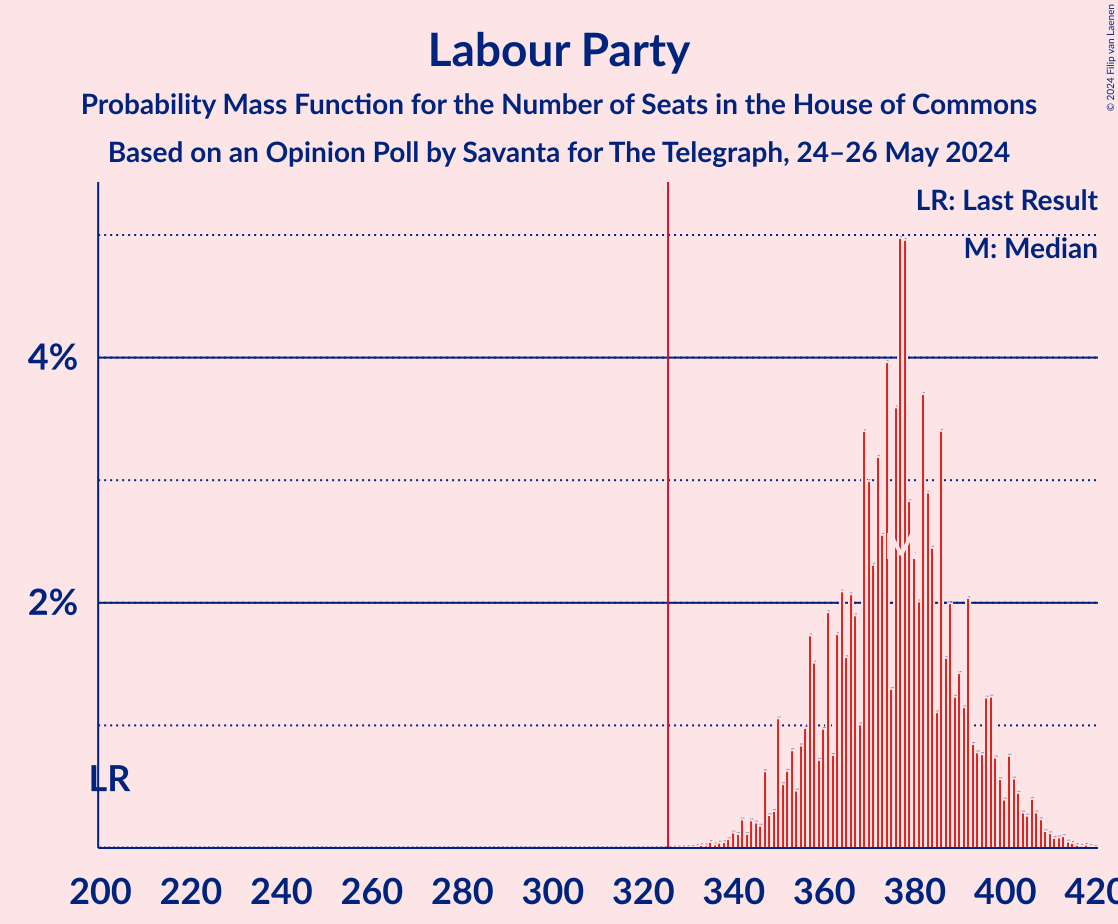 Labour Party
Probability Mass Function for the Number of Seats in the House of Commons
Based on an Opinion Poll by Savanta for The Telegraph, 24–26 May 2024
© 2024 Filip van Laenen
LR: Last Result
M: Median
4%
2%
LR
M
200 220 240 260 280 300 320 340 360 380 400 420